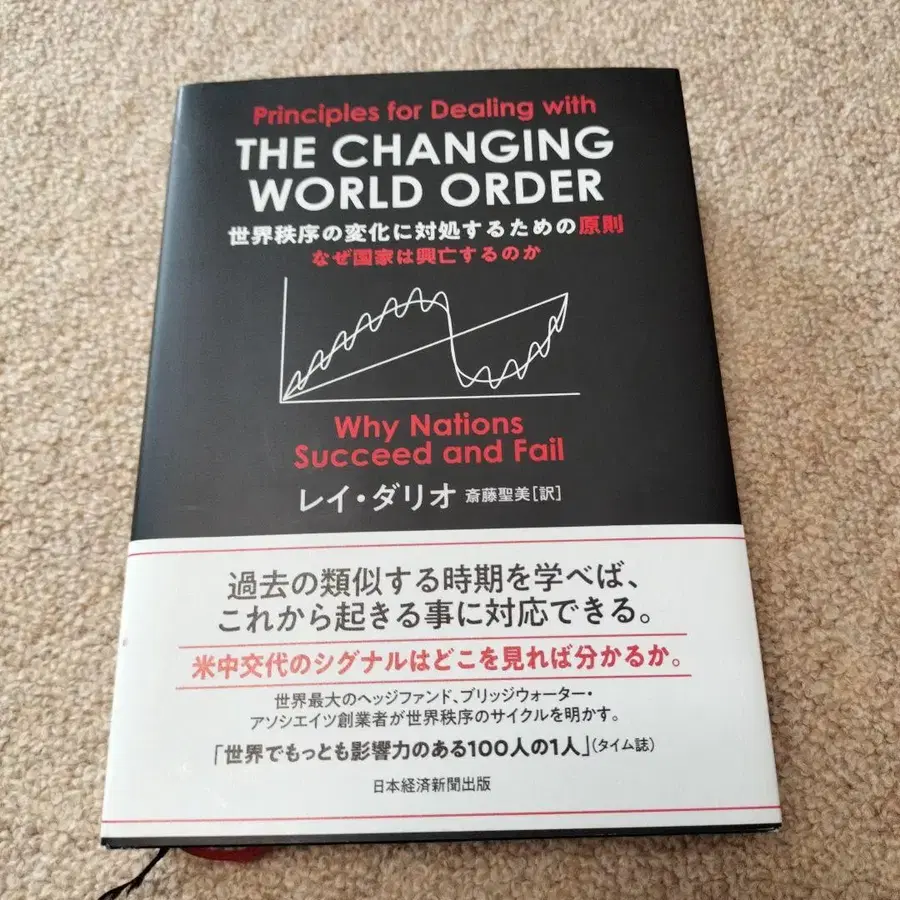 Principles for Dealing with
THE CHANGING
WORLD ORDER
世界秩序の変化に対処するための原則
なぜ国家は興亡するのか
Why Nations
Succeed and Fail
レイ・ダリオ 斎藤聖美[訳]
過去の類似する時期を学べば、
これから起きる事に対応できる。
米中交代のシグナルはどこを見れば分かるか。
世界最大のヘッジファンド、ブリッジウォーター・
アソシエイツ創業者が世界秩序のサイクルを明かす。
「世界でもっとも影響力のある100人の1人」(タイム誌)
日本経済新聞出版